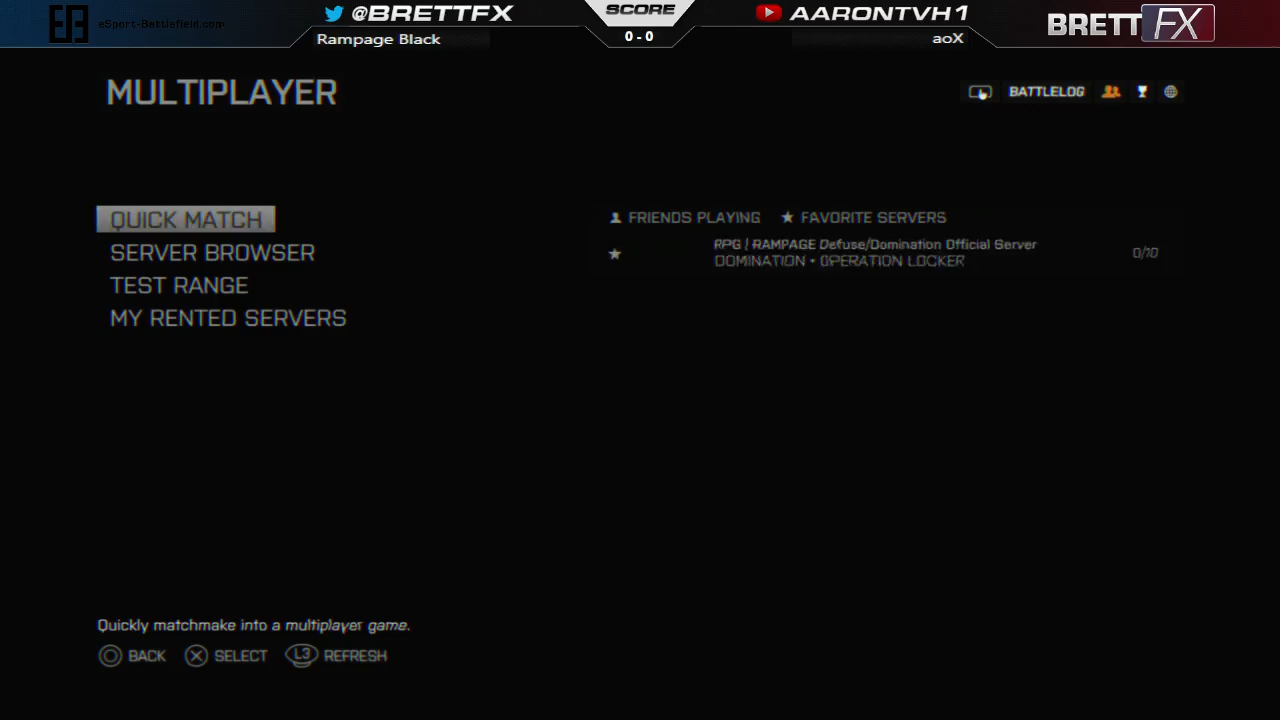 eSport-Battlefield.com
@BRETTFX
SCORE
AARONTVH1
BRETT FX
Rampage Black
0 - 0
aoX
MULTIPLAYER
BATTLELOG
QUICK MATCH
SERVER BROWSER
TEST RANGE
MY RENTED SERVERS
FRIENDS PLAYING
FAVORITE SERVERS
RPG / RAMPAGE Defuse/Domination Official Server
DOMINATION • OPERATION LOCKER
0/10
Quickly matchmake into a multiplayer game.
BACK
SELECT
L3 REFRESH